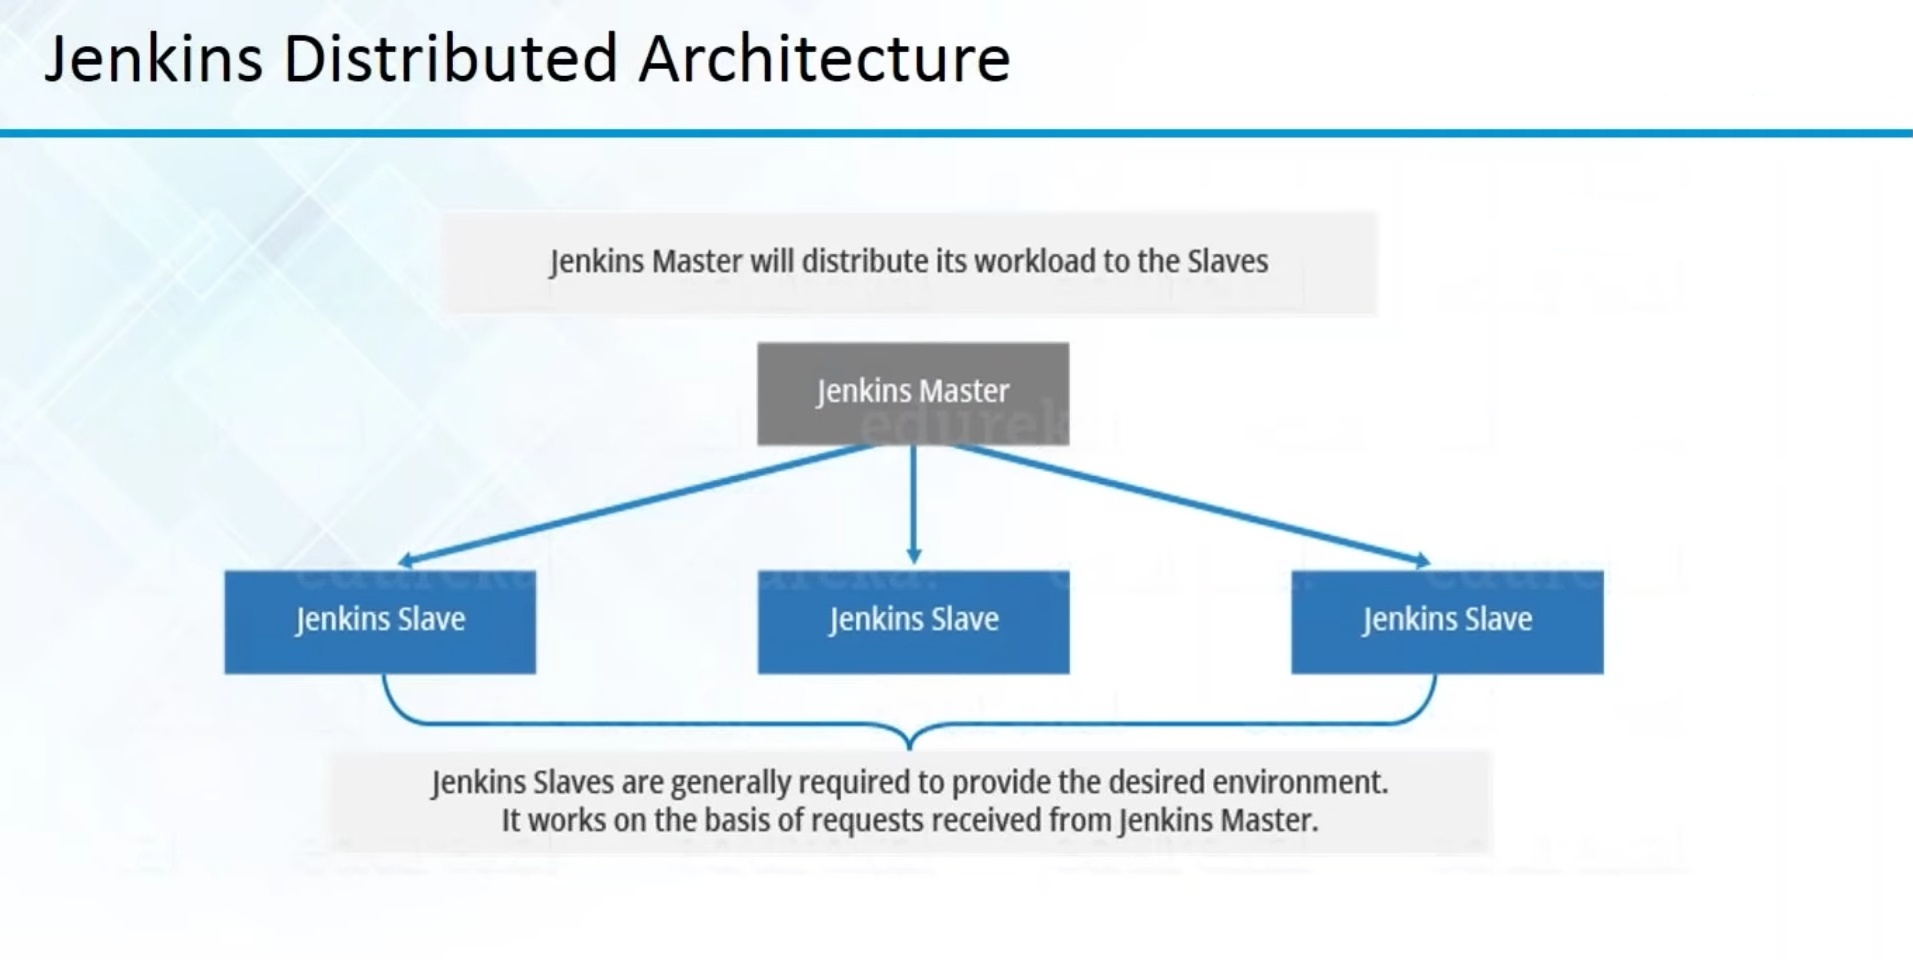 Jenkins Distributed Architecture
Jenkins Master will distribute its workload to the Slaves
Jenkins Master
Jenkins Slave
Jenkins Slave
Jenkins Slave
Jenkins Slaves are generally required to provide the desired environment.
It works on the basis of requests received from Jenkins Master.